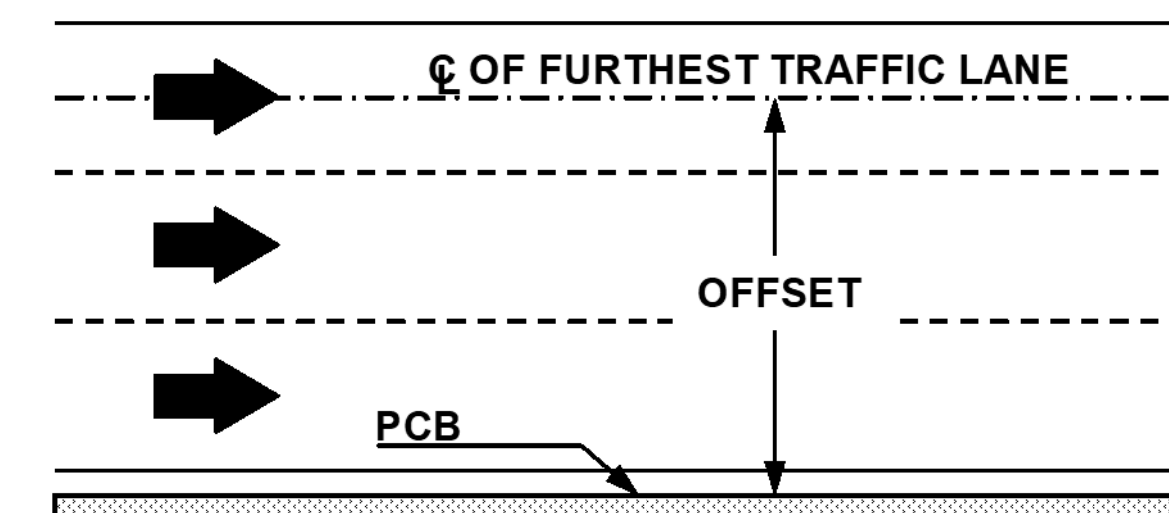 ℄ OF FURTHEST TRAFFIC LANE
OFFSET
PCB